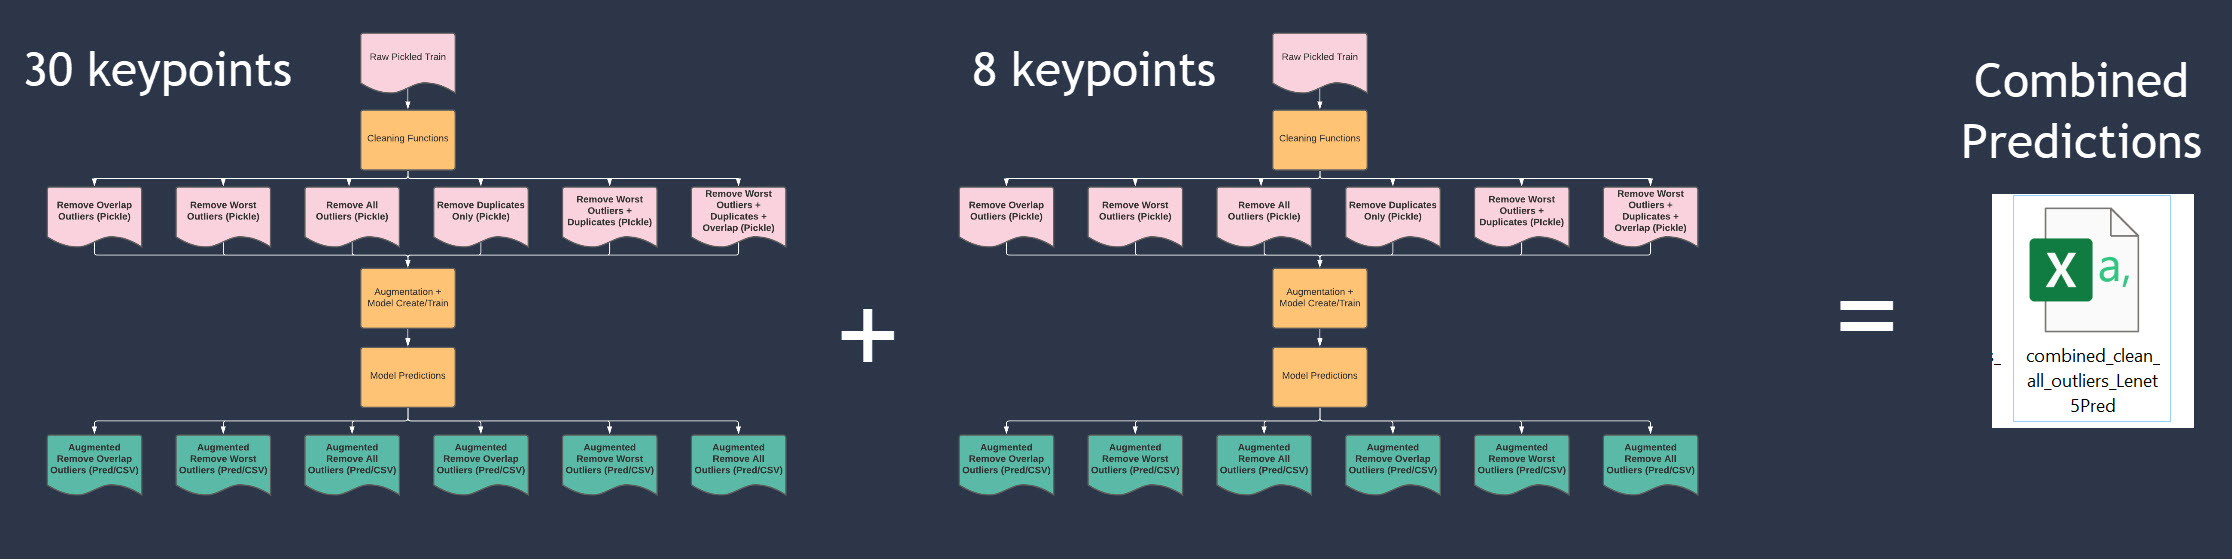 30 keypoints
Raw Pickled Train
Cleaning Functions
Remove Overlap
Outliers (Pickle)
Remove Worst
Outliers (Pickle)
Remove All
Outliers (Pickle)
Remove Duplicates
Only (Pickle)
Remove Worst
Outliers +
Duplicates (Pickle)
Remove Worst
Outliers +
Duplicates +
Overlap (Pickle)
Augmentation +
Model Create/Train
Model Predictions
Augmented
Remove Overlap
Outliers (Pred/CSV)
Augmented
Remove Worst
Outliers (Pred/CSV)
Augmented
Remove All
Outliers (Pred/CSV)
Augmented
Remove Overlap
Outliers (Pred/CSV)
Augmented
Remove Worst
Outliers (Pred/CSV)
Augmented
Remove All
Outliers (Pred/CSV)
+
8 keypoints
Raw Pickled Train
Cleaning Functions
Remove Overlap
Outliers (Pickle)
Remove Worst
Outliers (Pickle)
Remove All
Outliers (Pickle)
Remove Duplicates
Only (Pickle)
Remove Worst
Outliers +
Duplicates (Pickle)
Remove Worst
Outliers +
Duplicates +
Overlap (Pickle)
Augmentation +
Model Create/Train
Model Predictions
Augmented
Remove Overlap
Outliers (Pred/CSV)
Augmented
Remove Worst
Outliers (Pred/CSV)
Augmented
Remove All
Outliers (Pred/CSV)
Augmented
Remove Overlap
Outliers (Pred/CSV)
Augmented
Remove Worst
Outliers (Pred/CSV)
Augmented
Remove All
Outliers (Pred/CSV)
=
Combined
Predictions
X a,
combined_clean_
all_outliers_Lenet
5Pred